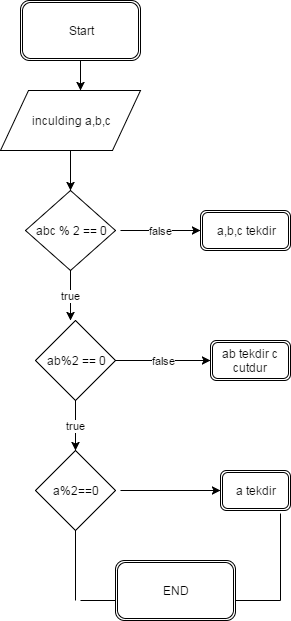 Start
inculding a,b,c
abc % 2 == 0
false
a,b,c tekdir
true
ab%2 == 0
false
ab tekdir c
cutdur
true
a%2==0
a tekdir
END